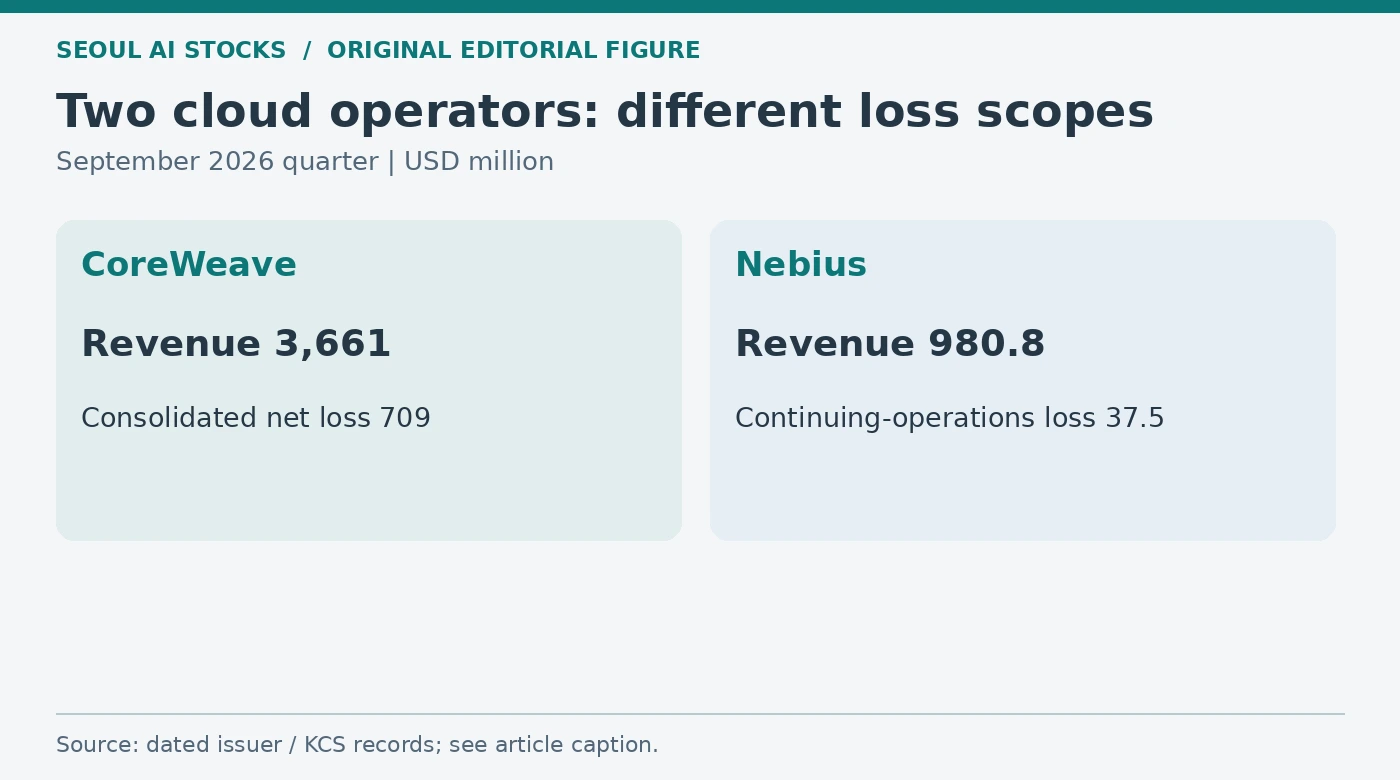 SEOUL AI STOCKS / ORIGINAL EDITORIAL FIGURE
Two cloud operators: different loss scopes
September 2026 quarter | USD million
CoreWeave
Revenue 3,661
Consolidated net loss 709
Nebius
Revenue 980.8
Continuing-operations loss 37.5
Source: dated issuer / KCS records; see article caption.